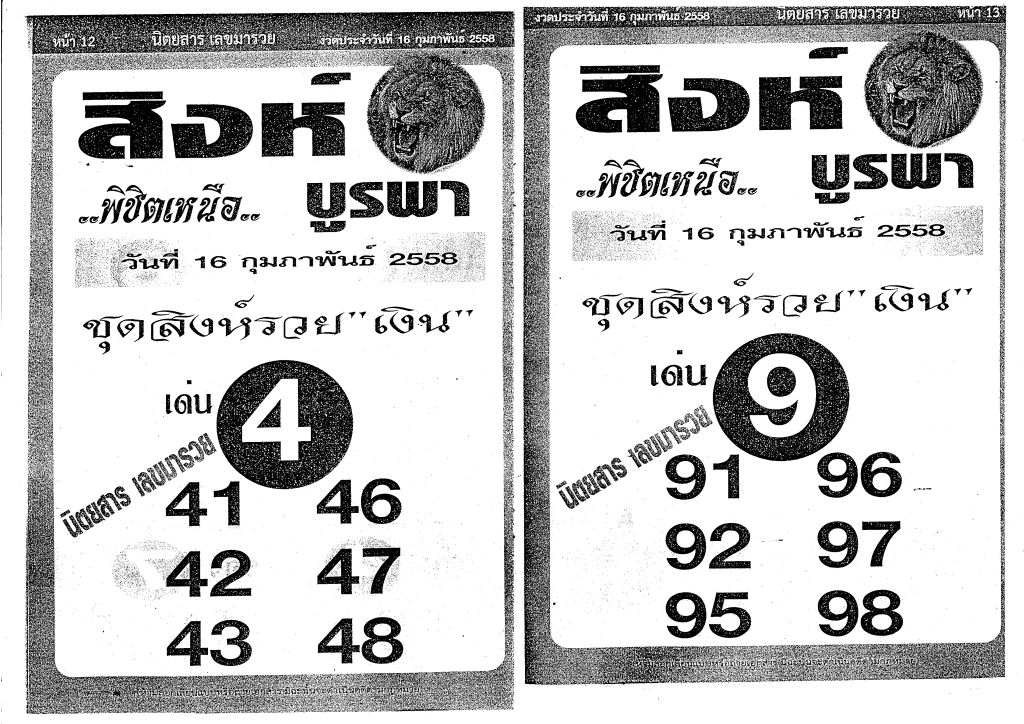 หน้า 12 นิตยสาร เลขมารวย งวดประจำวันที่ 16 กุมภาพันธ์ 2558
สิงห์
..พิชิตเหนือ.. บูรพา
วันที่ 16 กุมภาพันธ์ 2558
ชุดสิงห์รวย"เงิน"
เด่น 4
นิตยสาร เลขมารวย
41 46
42 47
43 48
งวดประจำวันที่ 16 กุมภาพันธ์ 2558 นิตยสาร เลขมารวย หน้า 13
สิงห์
..พิชิตเหนือ.. บูรพา
วันที่ 16 กุมภาพันธ์ 2558
ชุดสิงห์รวย"เงิน"
เด่น 9
นิตยสาร เลขมารวย
91 96
92 97
95 98